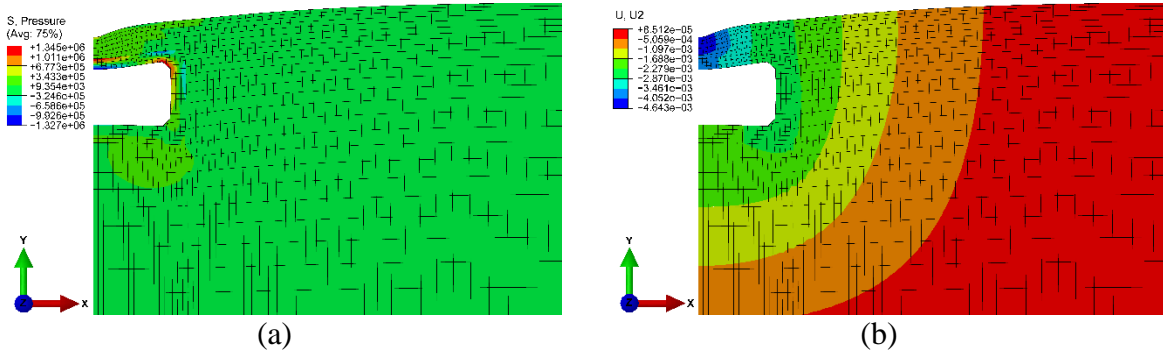 S, Pressure
(Avg: 75%)
+1.345e+06
+1.011e+06
+6.773e+05
+3.433e+05
+9.354e+03
-3.246e+05
-6.586e+05
-9.926e+05
-1.327e+06
Y
X
Z
(a)
U, U2
+8.512e-05
-5.059e-04
-1.097e-03
-1.688e-03
-2.279e-03
-2.870e-03
-3.461e-03
-4.052e-03
-4.643e-03
Y
X
Z
(b)